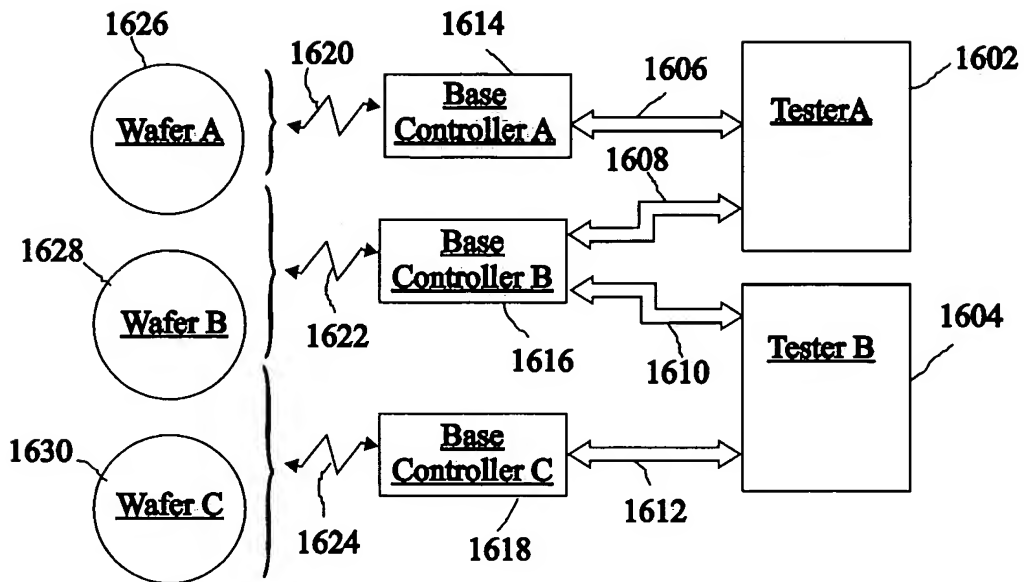 1626
1620
1614
1606
1602
Wafer A
Base
Controller A
TesterA
1608
1628
Wafer B
1622
Base
Controller B
1616
1610
Tester B
1604
1630
Wafer C
1624
Base
Controller C
1618
1612